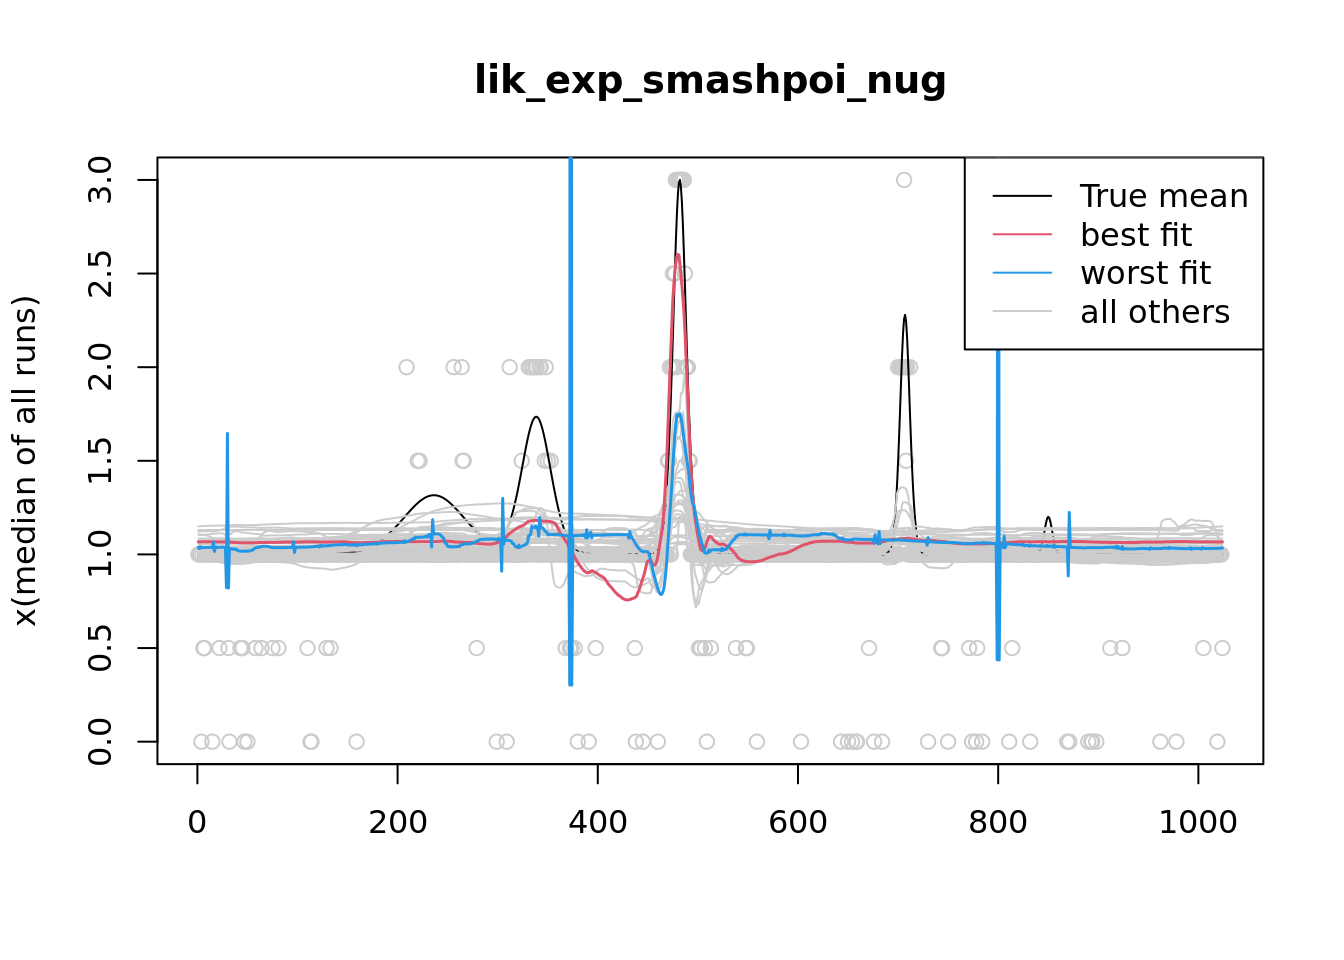 lik_exp_smashpoi_nug
x(median of all runs)
3.0
2.5
2.0
1.5
1.0
0.5
0.0
True mean
best fit
worst fit
all others
0 200 400 600 800 1000